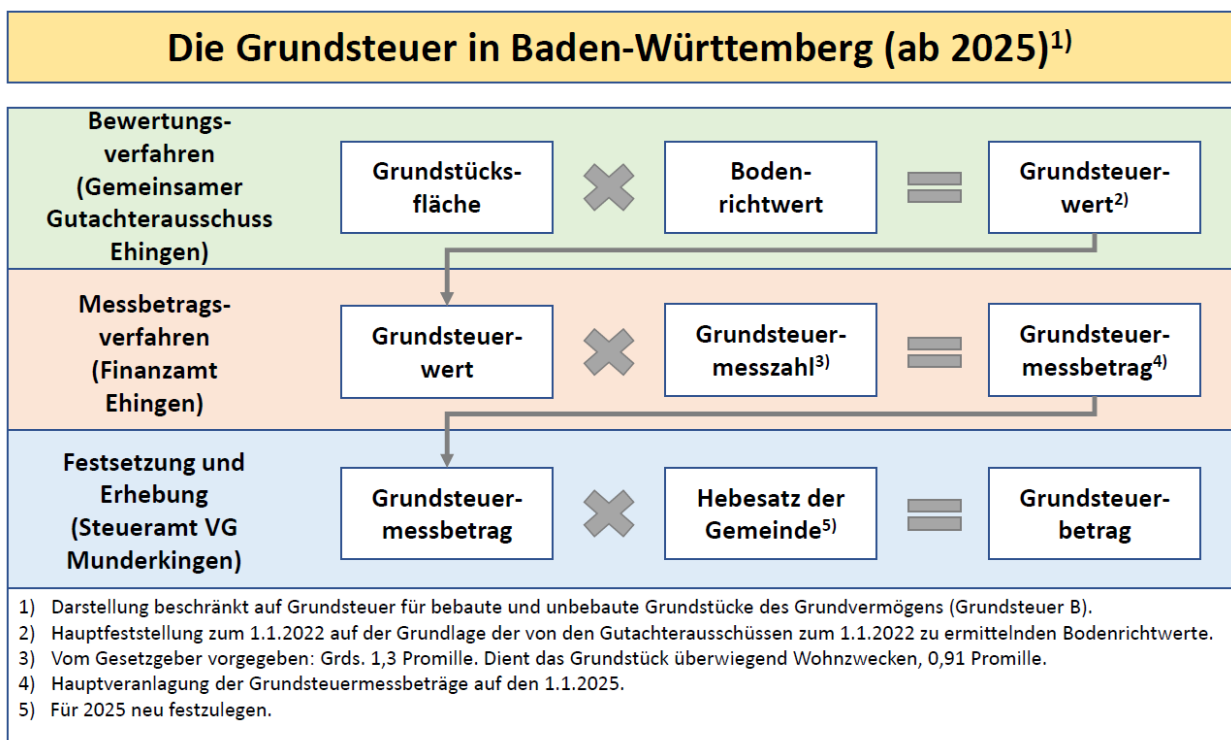 Die Grundsteuer in Baden-Württemberg (ab 2025)1)
Bewertungs-
verfahren
(Gemeinsamer
Gutachterausschuss
Ehingen)
Grundstücks-
fläche
Boden-
richtwert
Grundsteuer-
wert2)
Messbetrags-
verfahren
(Finanzamt
Ehingen)
Grundsteuer-
wert
Grundsteuer-
messzahl3)
Grundsteuer-
messbetrag4)
Festsetzung und
Erhebung
(Steueramt VG
Munderkingen)
Grundsteuer-
messbetrag
Hebesatz der
Gemeinde5)
Grundsteuer-
betrag
1) Darstellung beschränkt auf Grundsteuer für bebaute und unbebaute Grundstücke des Grundvermögens (Grundsteuer B).
2) Hauptfeststellung zum 1.1.2022 auf der Grundlage der von den Gutachterausschüssen zum 1.1.2022 zu ermittelnden Bodenrichtwerte.
3) Vom Gesetzgeber vorgegeben: Grds. 1,3 Promille. Dient das Grundstück überwiegend Wohnzwecken, 0,91 Promille.
4) Hauptveranlagung der Grundsteuermessbeträge auf den 1.1.2025.
5) Für 2025 neu festzulegen.